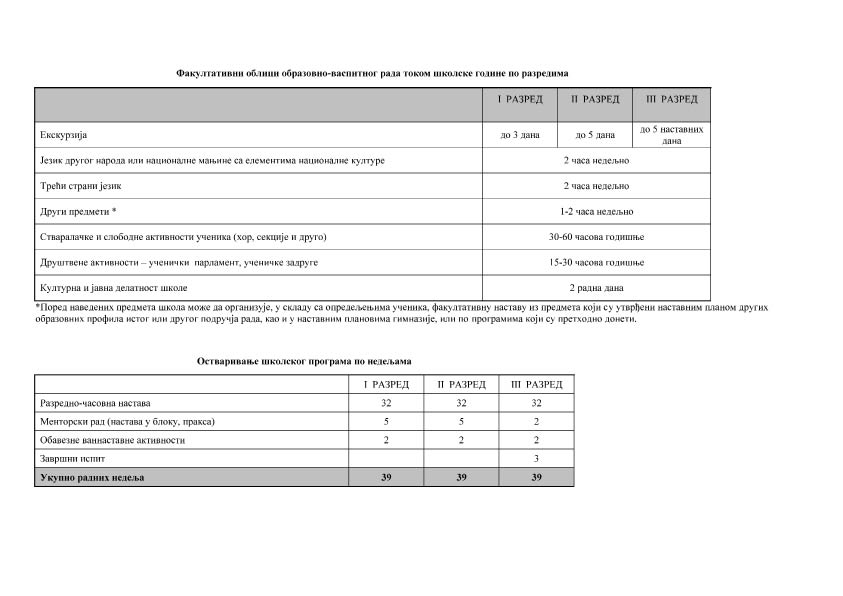 Факултативни облици образовно-васпитног рада током школске године по разредима
I РАЗРЕД II РАЗРЕД III РАЗРЕД
Екскурзија до 3 дана до 5 дана до 5 наставних дана
Језик другог народа или националне мањине са елементима националне културе 2 часа недељно
Трећи страни језик 2 часа недељно
Други предмети * 1-2 часа недељно
Стваралачке и слободне активности ученика (хор, секције и друго) 30-60 часова годишње
Друштвене активности – ученички парламент, ученичке задруге 15-30 часова годишње
Културна и јавна делатност школе 2 радна дана
*Поред наведених предмета школа може да организује, у складу са опредељењима ученика, факултативну наставу из предмета који су утврђени наставним планом других
образовних профила истог или другог подручја рада, као и у наставним плановима гимназије, или по програмима који су претходно донети.
Остваривање школског програма по недељама
I РАЗРЕД II РАЗРЕД III РАЗРЕД
Разредно-часовна настава 32 32 32
Менторски рад (настава у блоку, пракса) 5 5 2
Обавезне ваннаставне активности 2 2 2
Завршни испит 3
Укупно радних недеља 39 39 39